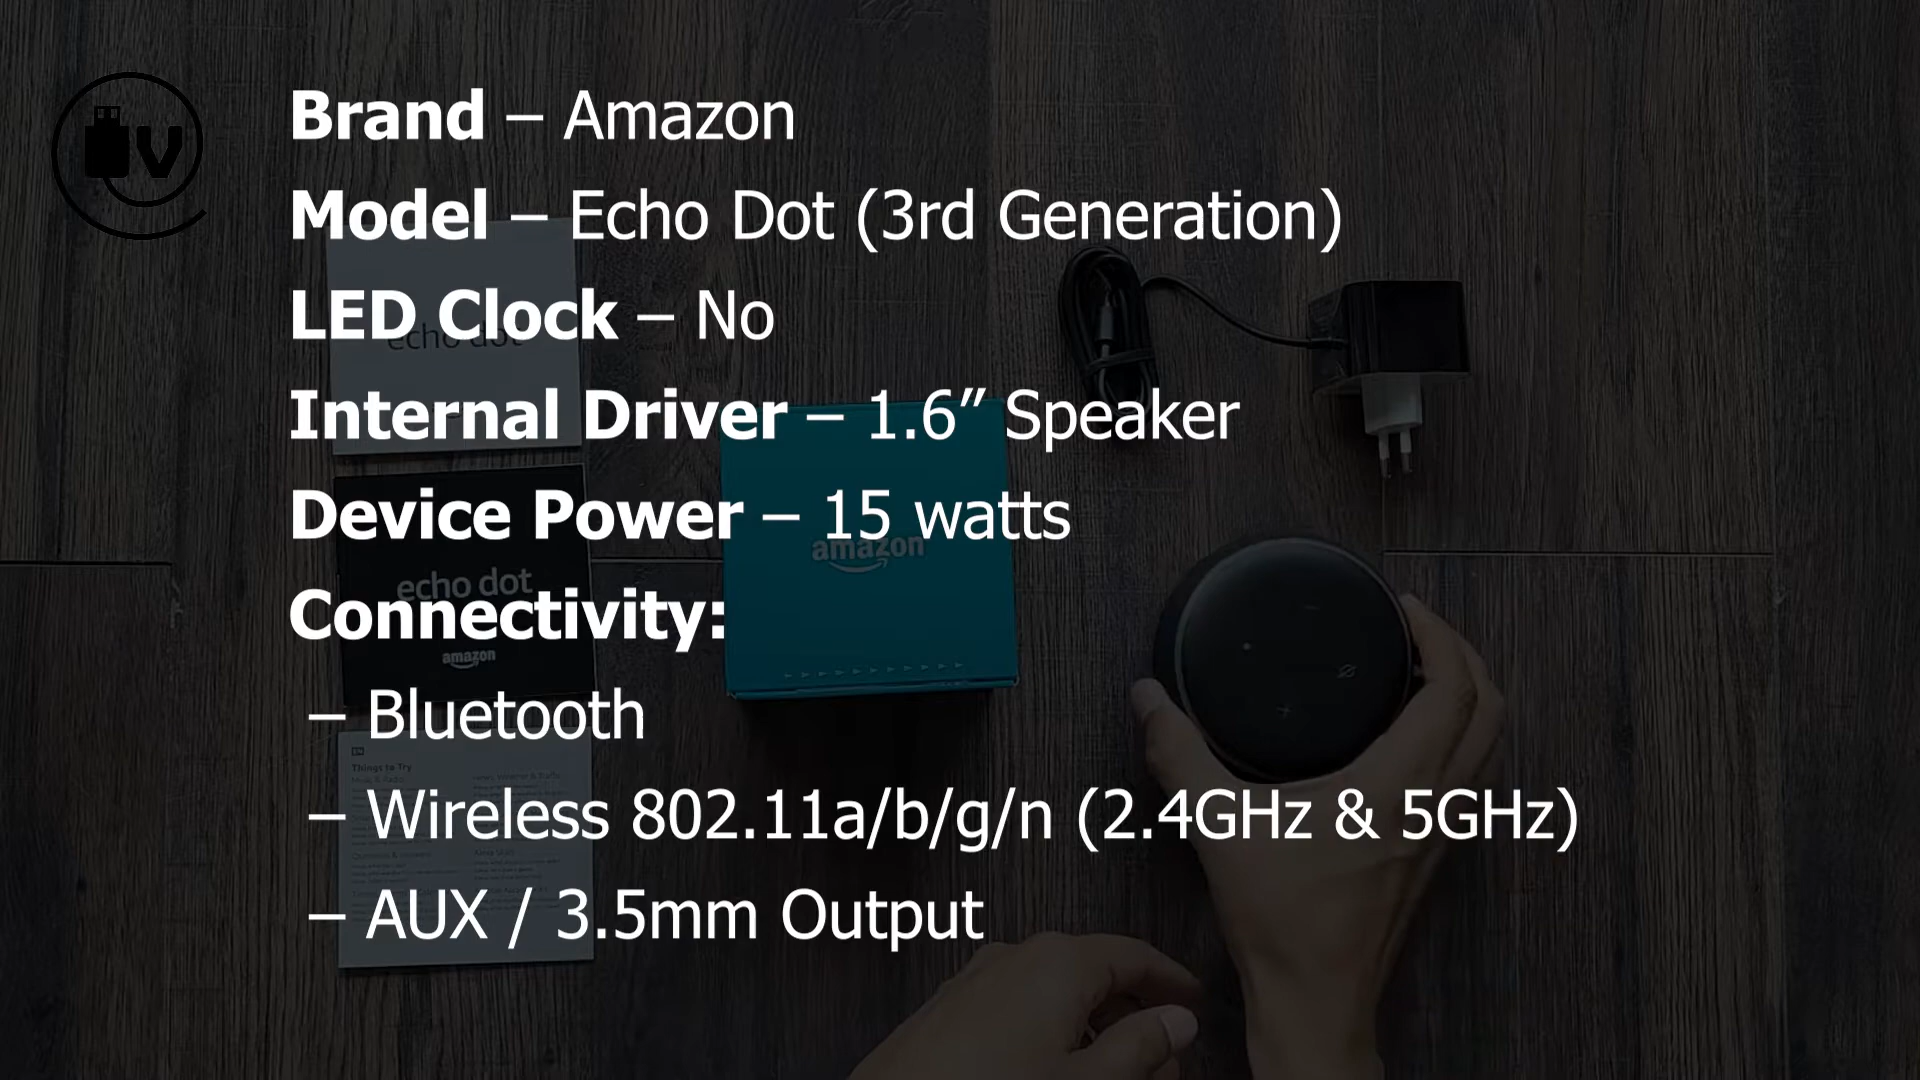 Brand – Amazon
Model – Echo Dot (3rd Generation)
LED Clock – No
echo dot
Internal Driver – 1.6” Speaker
Device Power – 15 watts
amazon
echo dot
Connectivity:
amazon
– Bluetooth
Things to Try
– Wireless 802.11a/b/g/n (2.4GHz & 5GHz)
– AUX / 3.5mm Output
V